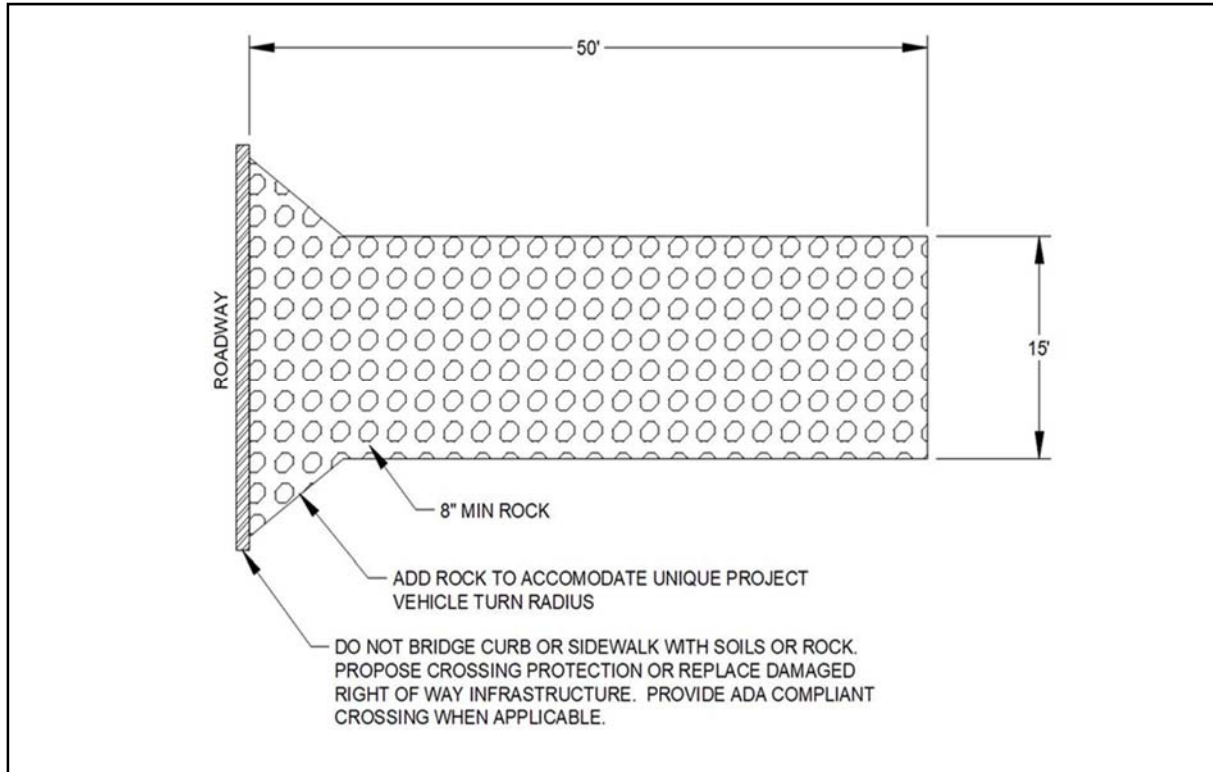 50'
ROADWAY
15'
8" MIN ROCK
ADD ROCK TO ACCOMODATE UNIQUE PROJECT
VEHICLE TURN RADIUS
DO NOT BRIDGE CURB OR SIDEWALK WITH SOILS OR ROCK.
PROPOSE CROSSING PROTECTION OR REPLACE DAMAGED
RIGHT OF WAY INFRASTRUCTURE.  PROVIDE ADA COMPLIANT
CROSSING WHEN APPLICABLE.